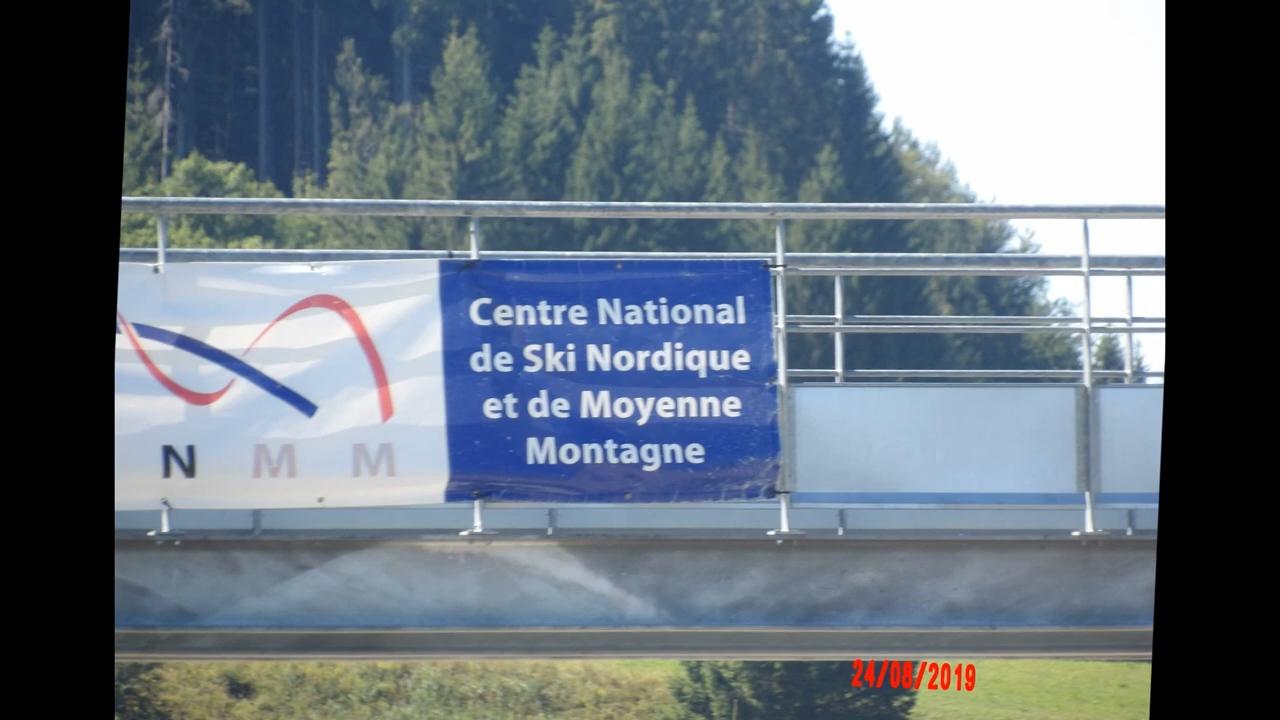 Centre National
de Ski Nordique
et de Moyenne
Montagne
N M M
24/08/2019